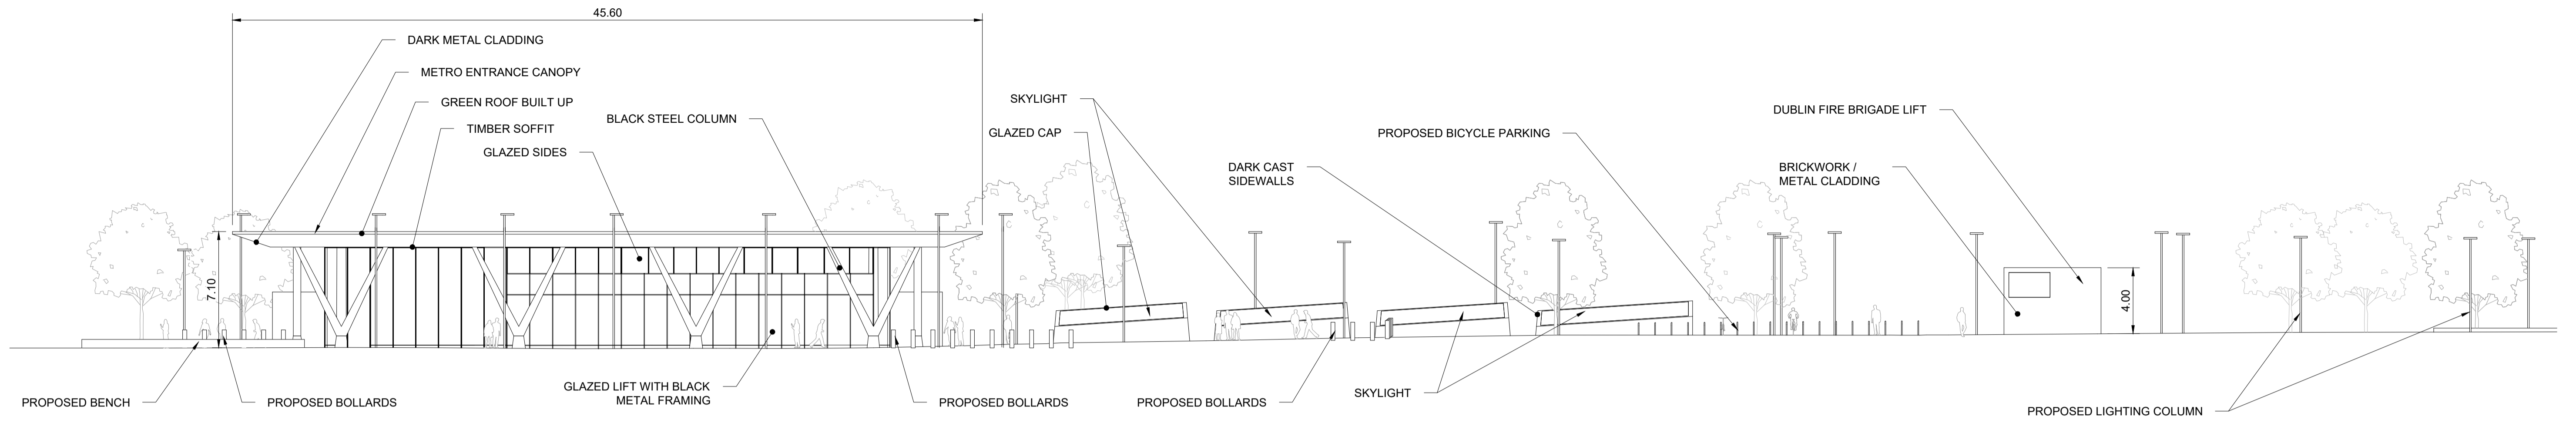 45.60
DARK METAL CLADDING
METRO ENTRANCE CANOPY
GREEN ROOF BUILT UP
TIMBER SOFFIT
BLACK STEEL COLUMN
GLAZED SIDES
SKYLIGHT
GLAZED CAP
DARK CAST
SIDEWALLS
PROPOSED BICYCLE PARKING
DUBLIN FIRE BRIGADE LIFT
BRICKWORK /
METAL CLADDING
7.10
4.00
PROPOSED BENCH
PROPOSED BOLLARDS
GLAZED LIFT WITH BLACK
METAL FRAMING
PROPOSED BOLLARDS
PROPOSED BOLLARDS
SKYLIGHT
PROPOSED LIGHTING COLUMN